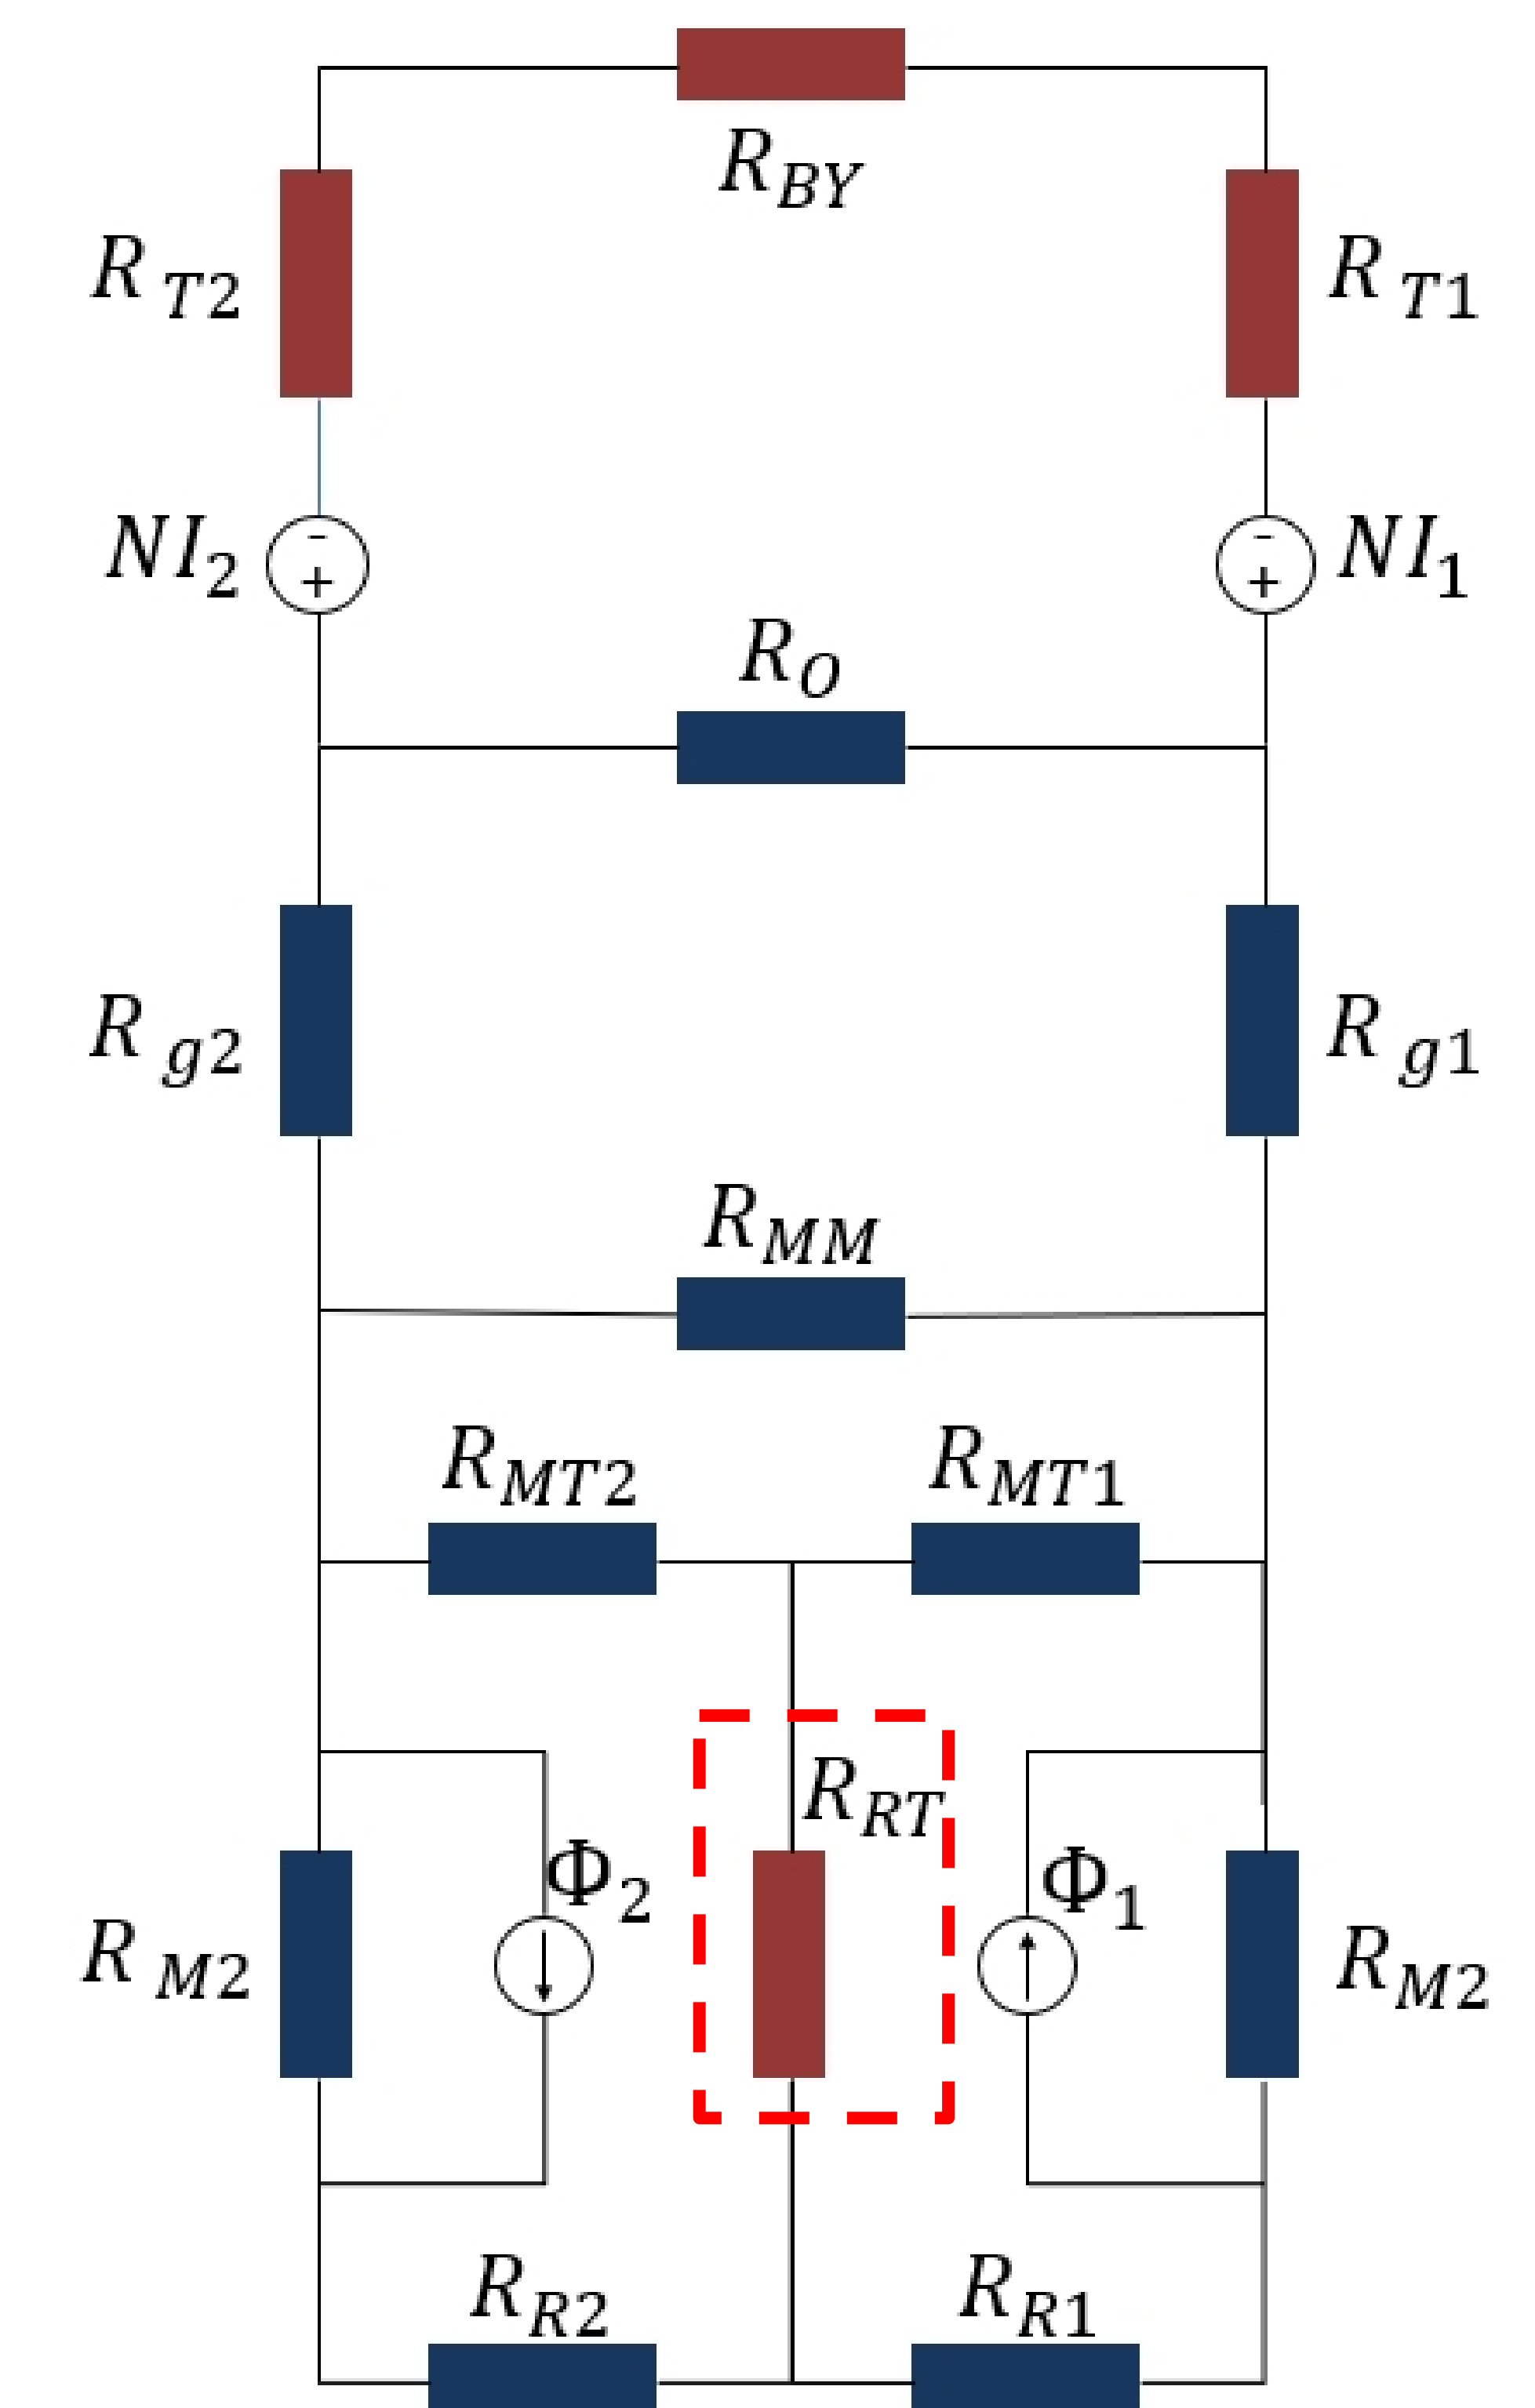 R_BY
R_T2
R_T1
NI_2
-
+
-
+
NI_1
R_O
R_g2
R_g1
R_MM
R_MT2
R_MT1
R_RT
Φ_2
Φ_1
R_M2
R_M2
R_R2
R_R1